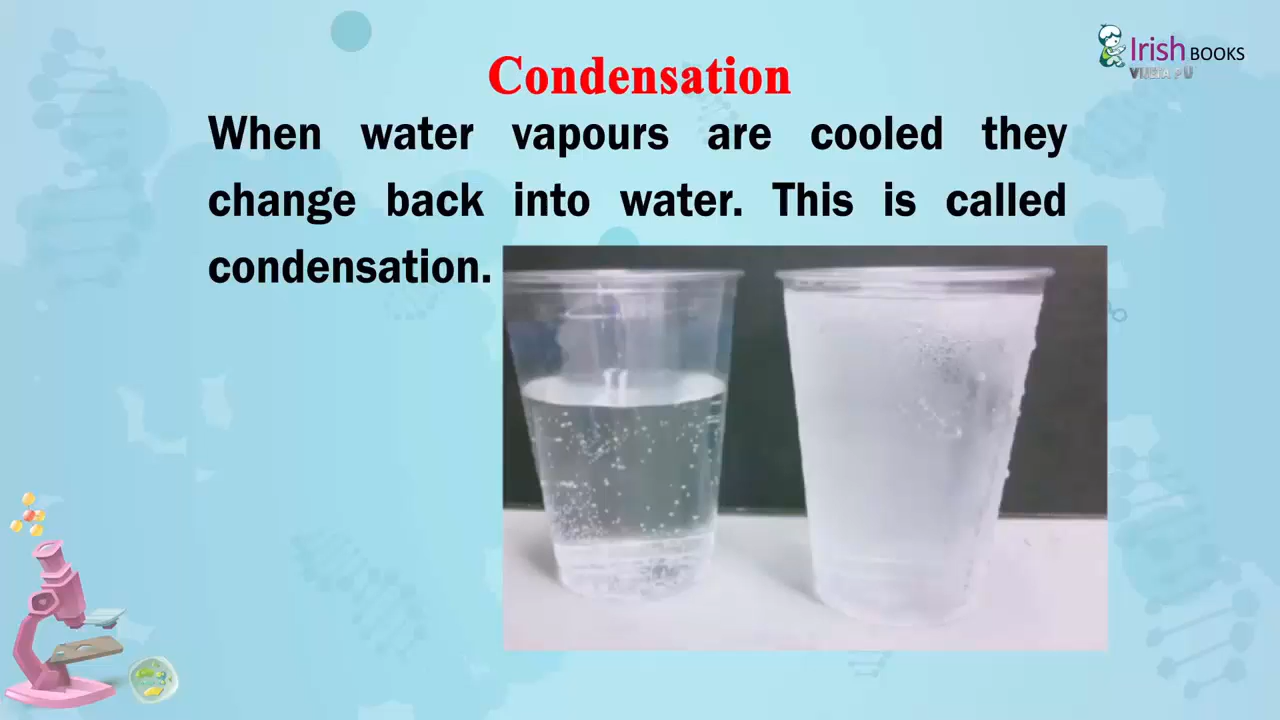 Irish BOOKS
Condensation
When water vapours are cooled they
change back into water. This is called
condensation.